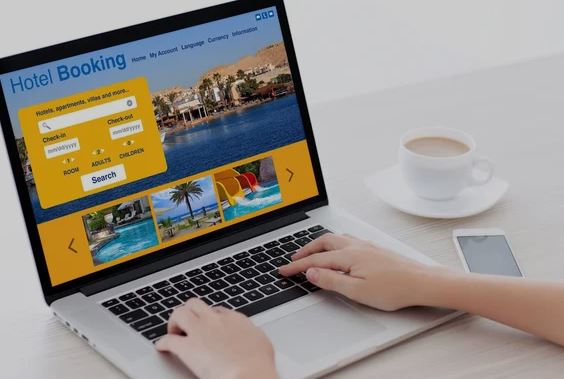 Hotel Booking
Home My Account Language Currency Information
Hotels, apartments, villas and more...
Check-in
Check-out
mm/dd/yyyy
mm/dd/yyyy
1
2
0
ROOM
ADULTS
CHILDREN
Search